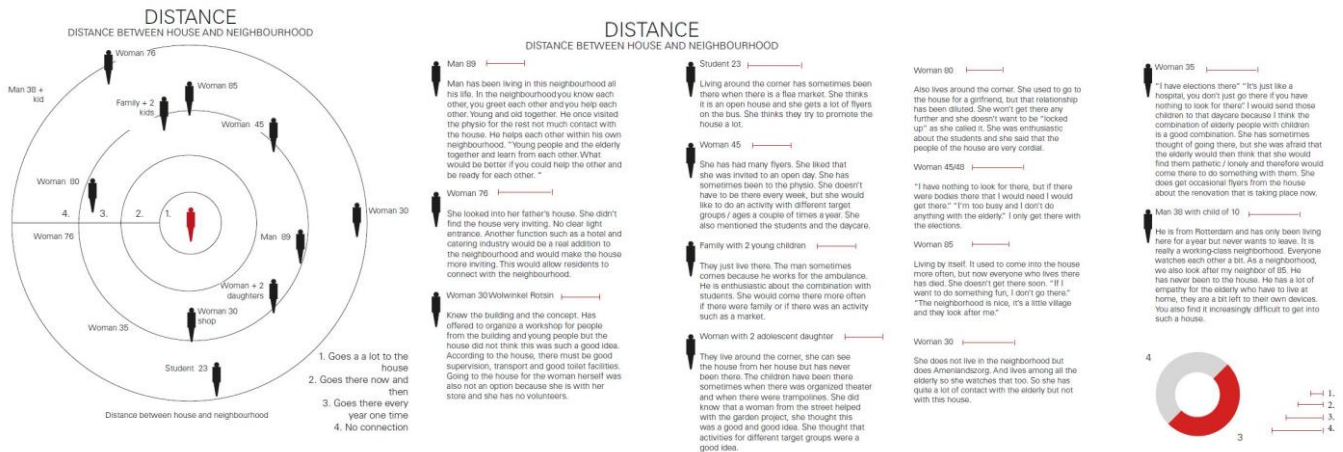 DISTANCE
DISTANCE BETWEEN HOUSE AND NEIGHBOURHOOD
Woman 76
Man 38 +
kid
Woman 85
Family + 2
kids
Woman 45
Woman 80
4.
3.
2.
1.
Woman 30
Woman 76
Man 89
Woman + 2
daughters
Woman 30
shop
Woman 35
Student 23
1. Goes a a lot to the
house
2. Goes there now and
then
3. Goes there every
year one time
4. No connection
Distance between house and neighbourhood
DISTANCE
DISTANCE BETWEEN HOUSE AND NEIGHBOURHOOD
Man 89
Man has been living in this neighbourhood all
his life. In the neighbourhood you know each
other, you greet each other and you help each
other. Young and old together. He once visited
the physio for the rest not much contact with
the house. He helps each other within his own
neighbourhood. "Young people and the elderly
together and learn from each other. What
would be better if you could help the other and
be ready for each other. "
Woman 76
She looked into her father's house. She didn't
find the house very inviting. No clear light
entrance. Another function such as a hotel and
catering industry would be a real addition to
the neighbourhood and would make the house
more inviting. This would allow residents to
connect with the neighbourhood.
Woman 30 Wolwinkel Rotsin
Knew the building and the concept. Has
offered to organize a workshop for people
from the building and young people but the
house did not think this was such a good idea.
According to the house, there must be good
supervision, transport and good toilet facilities.
Going to the house for the woman herself was
also not an option because she is with her
store and she has no volunteers.
Student 23
Living around the corner has sometimes been
there when there is a flea market. She thinks
it is an open house and she gets a lot of flyers
on the bus. She thinks they try to promote the
house a lot.
Woman 45
She has had many flyers. She liked that
she was invited to an open day. She has
sometimes been to the physio. She doesn't
have to be there every week, but she would
like to do an activity with different target
groups / ages a couple of times a year. She
also mentioned the students and the daycare.
Family with 2 young children
They just live there. The man sometimes
comes because he works for the ambulance.
He is enthusiastic about the combination with
students. She would come there more often
if there were family or if there was an activity
such as a market.
Woman with 2 adolescent daughter
They live around the corner, she can see
the house from her house but has never
been there. The children have been there
sometimes when there was organized theater
and when there were trampolines. She did
know that a woman from the street helped
with the garden project, she thought this
was a good and good idea. She thought that
activities for different target groups were a
good idea.
Woman 80
Also lives around the corner. She used to go to
the house for a girlfriend, but that relationship
has been diluted. She won't get there any
further and she doesn't want to be "locked
up" as she called it. She was enthusiastic
about the students and she said that the
people of the house are very cordial.
Woman 45/48
"I have nothing to look for there, but if there
were bodies there that I would need I would
get there." "I'm too busy and I don't do
anything with the elderly." I only get there with
the elections.
Woman 85
Living by itself. It used to come into the house
more often, but now everyone who lives there
has died. She doesn't get there soon. "If I
want to do something fun, I don't go there."
"The neighborhood is nice, it's a little village
and they look after me."
Woman 30
She does not live in the neighborhood but
does Amerlandszorg. And lives among all the
elderly so she watches that too. So she has
quite a lot of contact with the elderly but not
with this house.
Woman 35
"I have elections there" "It's just like a
hospital, you don't just go there if you have
nothing to look for there". I would send those
children to that daycare because I think the
combination of elderly people with children
is a good combination. She has sometimes
thought of going there, but she was afraid that
the elderly would then think that she would
find them pathetic / lonely and therefore would
come there to do something with them. She
does get occasional flyers from the house
about the renovation that is taking place now.
Man 38 with child of 10
He is from Rotterdam and has only been living
here for a year but never wants to leave. It is
really a working-class neighborhood. Everyone
watches each other a bit. As a neighborhood,
we also look after my neighbor of 85. He
has never been to the house. He has a lot of
empathy for the elderly who have to live at
home, they are a bit left to their own devices.
You also find it increasingly difficult to get into
such a house.
4
3
1.
2.
3.
4.